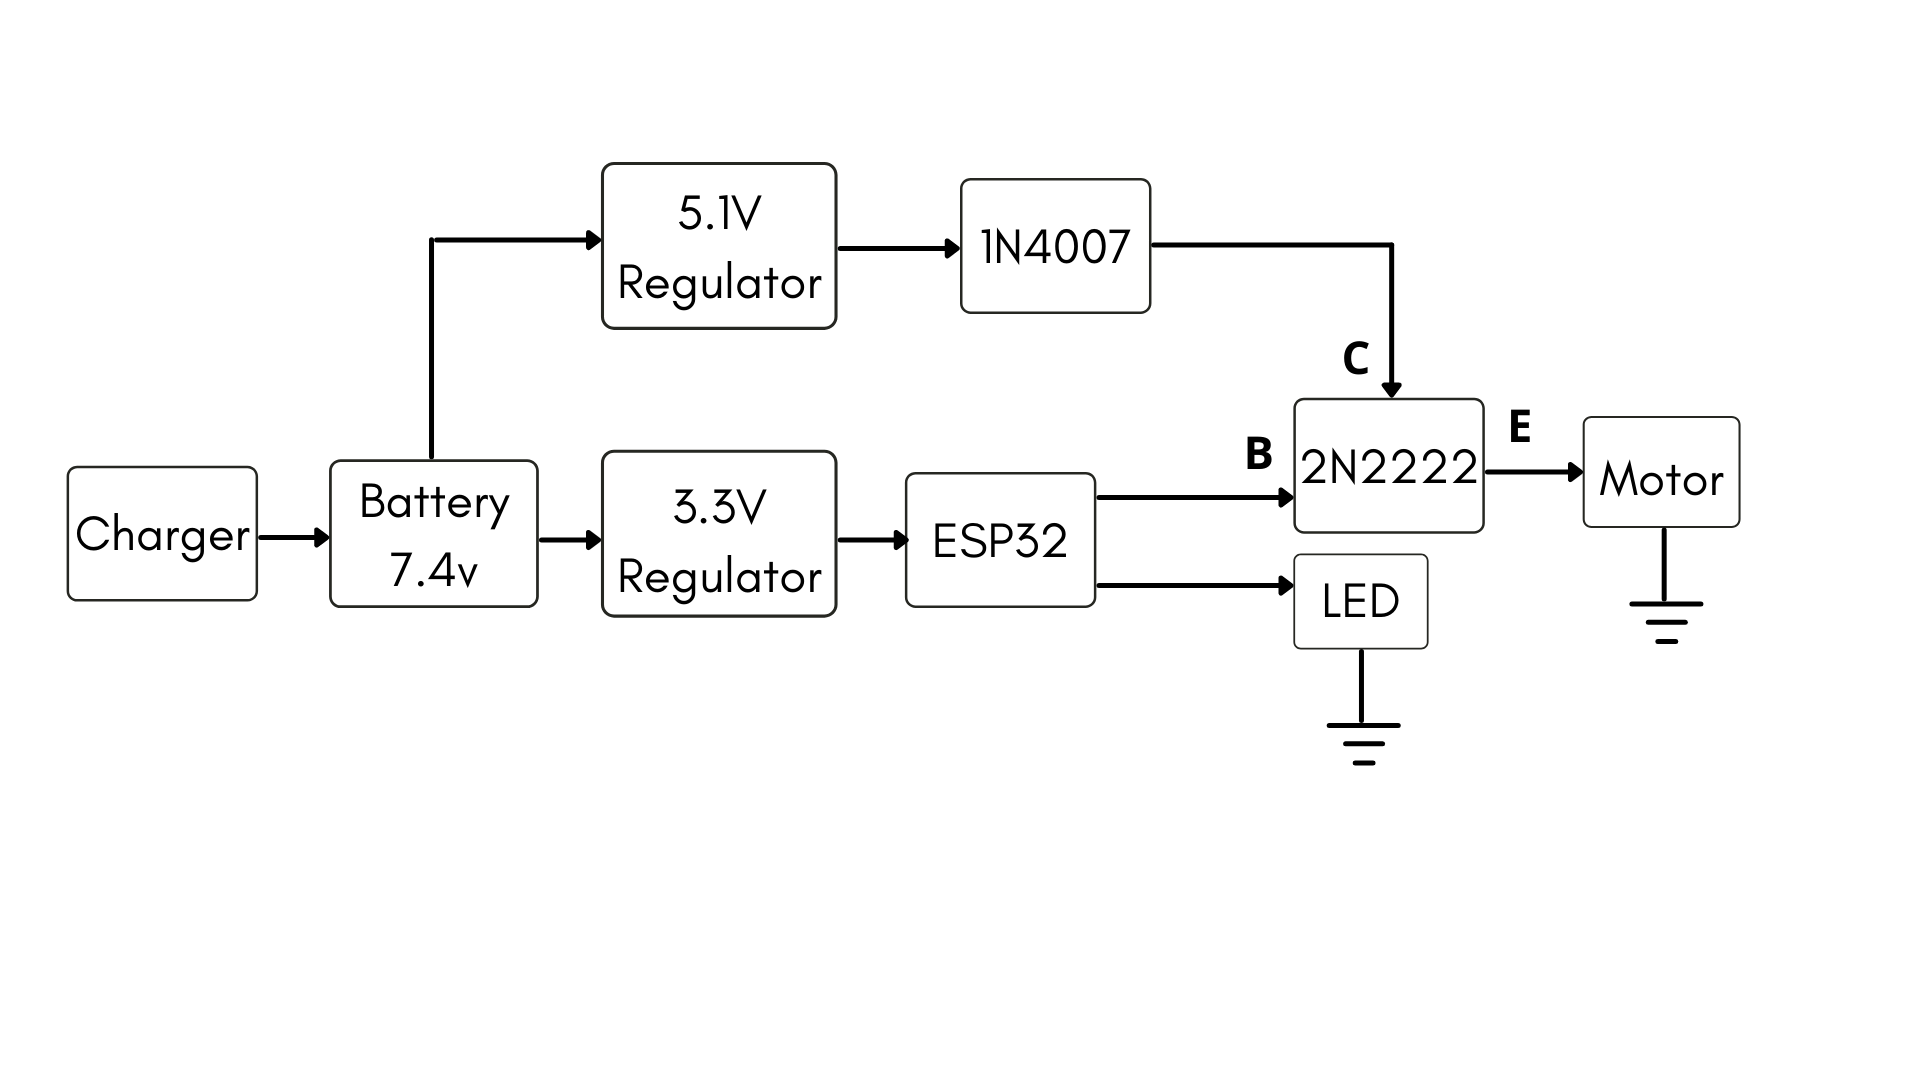 5.1V
Regulator
1N4007
C
B
E
2N2222
Motor
Charger
Battery
7.4v
3.3V
Regulator
ESP32
LED